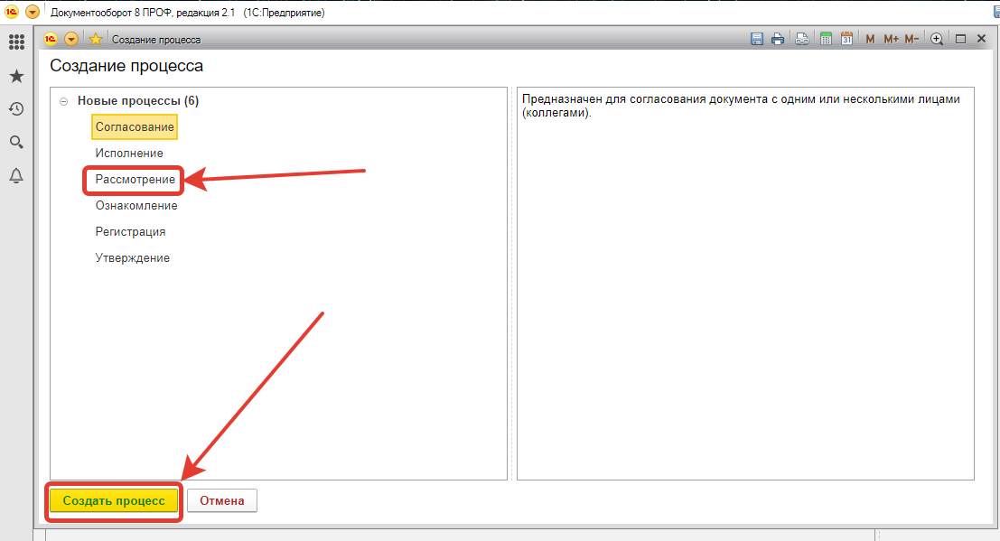 Документооборот 8 ПРОФ, редакция 2.1 (1С:Предприятие)
Создание процесса
M M+ M-
Создание процесса
Новые процессы (6)
Согласование
Исполнение
Рассмотрение
Ознакомление
Регистрация
Утверждение
Предназначен для согласования документа с одним или несколькими лицами
(коллегами).
Создать процесс
Отмена